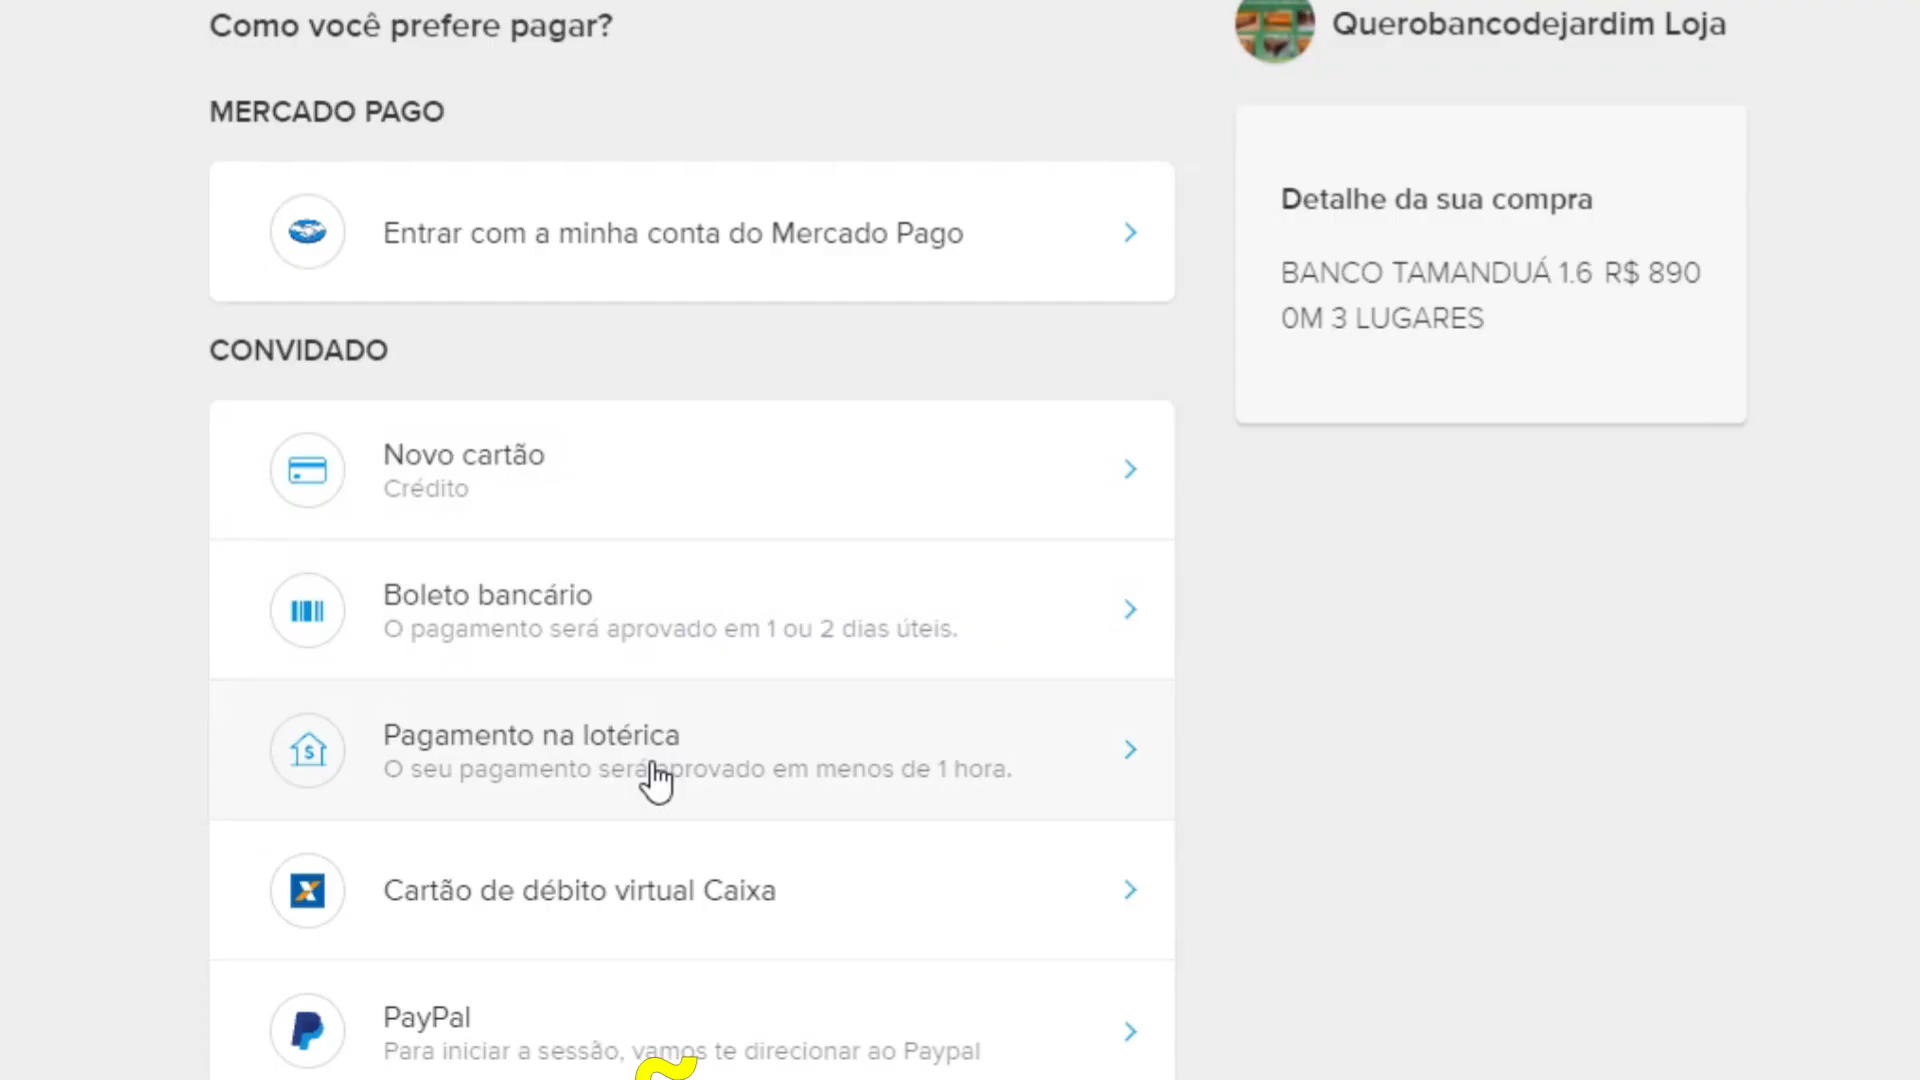 Como você prefere pagar?
MERCADO PAGO
Entrar com a minha conta do Mercado Pago
CONVIDADO
Novo cartão
Crédito
Boleto bancário
O pagamento será aprovado em 1 ou 2 dias úteis.
Pagamento na lotérica
O seu pagamento será aprovado em menos de 1 hora.
Cartão de débito virtual Caixa
PayPal
Para iniciar a sessão, vamos te direcionar ao Paypal
Querobancodejardim Loja
Detalhe da sua compra
BANCO TAMANDUÁ 1.6 R$ 890
0M 3 LUGARES